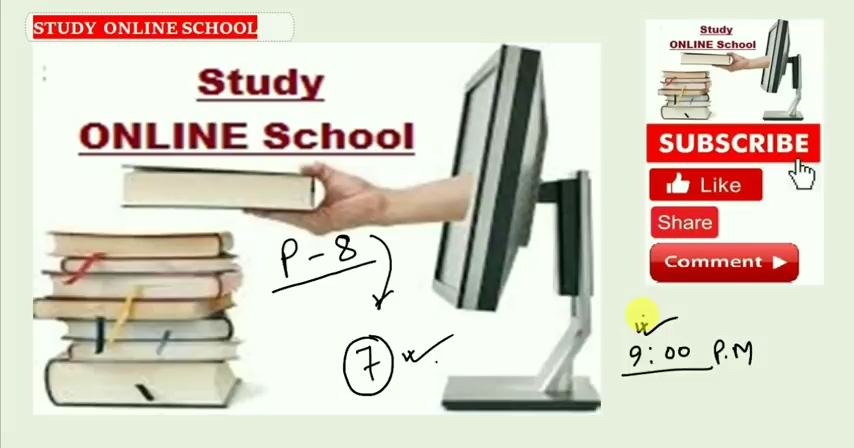 STUDY ONLINE SCHOOL
Study
ONLINE School
P-8
7
Study
ONLINE School
SUBSCRIBE
Like
Share
Comment
9:00 P.M